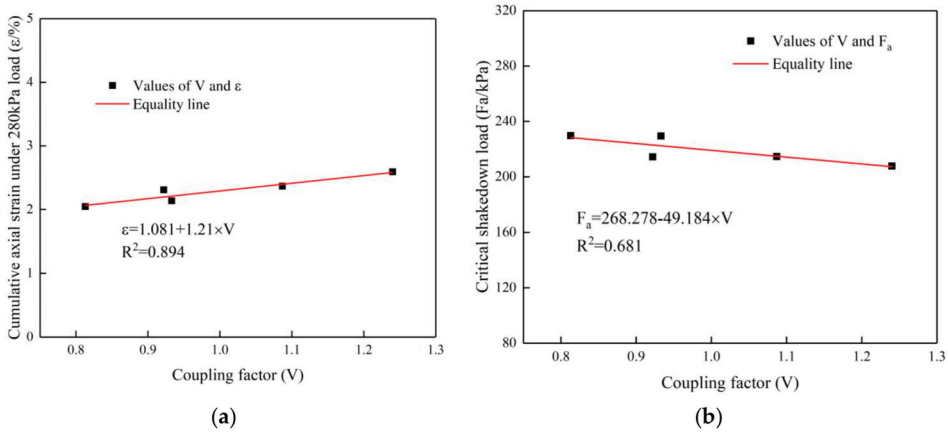 Cumulative axial strain under 280kPa load (ε/%)
5
4
3
2
1
0
Values of V and ε
Equality line
ε=1.081+1.21×V
R²=0.894
0.8 0.9 1.0 1.1 1.2 1.3
Coupling factor (V)
(a)
Critical shakedown load (Fa/kPa)
320
280
240
200
160
120
80
Values of V and Fₐ
Equality line
Fₐ=268.278-49.184×V
R²=0.681
0.8 0.9 1.0 1.1 1.2 1.3
Coupling factor (V)
(b)